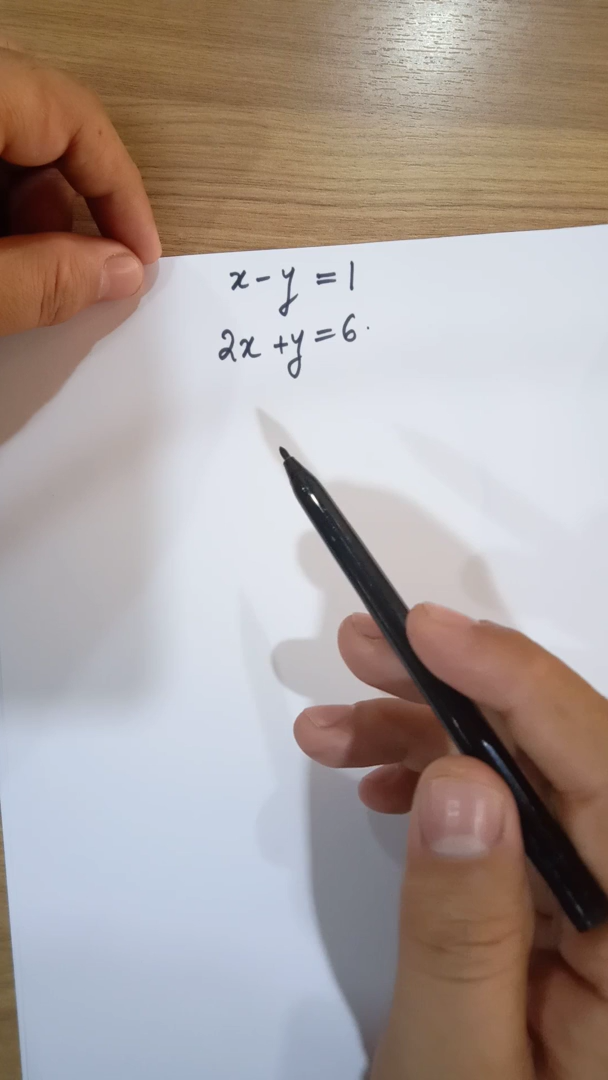 x - y = 1
2x + y = 6.